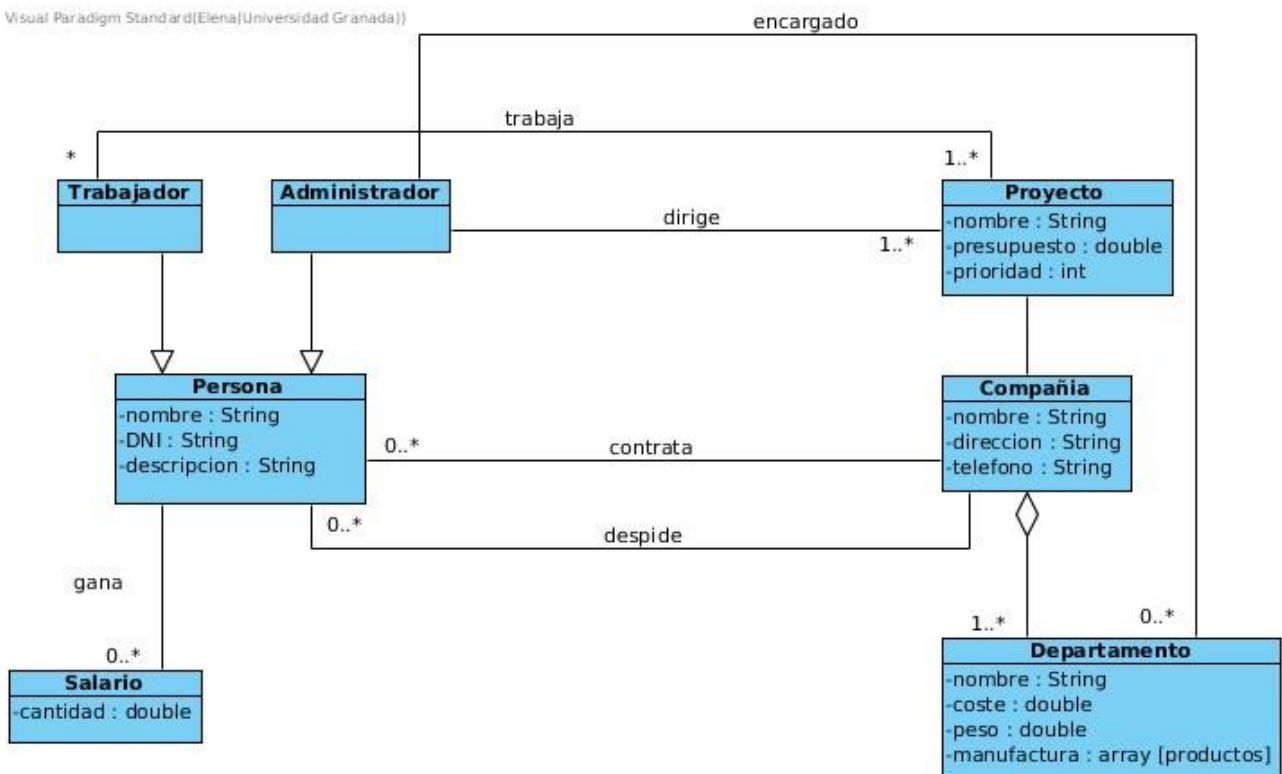 Visual Paradigm Standard(Elena(Universidad Granada))
encargado
trabaja
*
1..*
Trabajador
Administrador
Proyecto
-nombre : String
-presupuesto : double
-prioridad : int
dirige
1..*
Persona
-nombre : String
-DNI : String
-descripcion : String
Compañia
-nombre : String
-direccion : String
-telefono : String
0..*
contrata
0..*
despide
gana
0..*
1..*
0..*
Salario
-cantidad : double
Departamento
-nombre : String
-coste : double
-peso : double
-manufactura : array [productos]